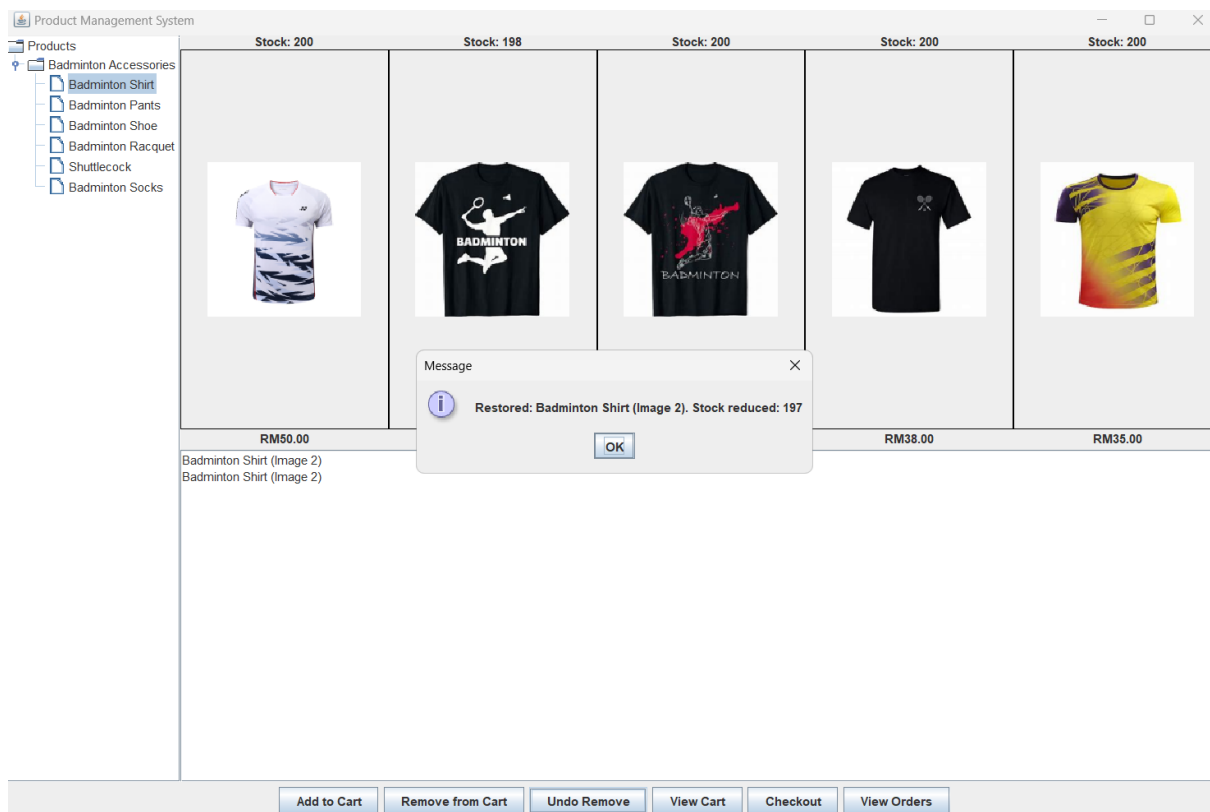 Product Management System
Products
Badminton Accessories
Badminton Shirt
Badminton Pants
Badminton Shoe
Badminton Racquet
Shuttlecock
Badminton Socks
Stock: 200 Stock: 198 Stock: 200 Stock: 200 Stock: 200
BADMINTON
BADMINTON
Message
Restored: Badminton Shirt (Image 2). Stock reduced: 197
OK
RM50.00 RM38.00 RM35.00
Badminton Shirt (Image 2)
Badminton Shirt (Image 2)
Add to Cart Remove from Cart Undo Remove View Cart Checkout View Orders